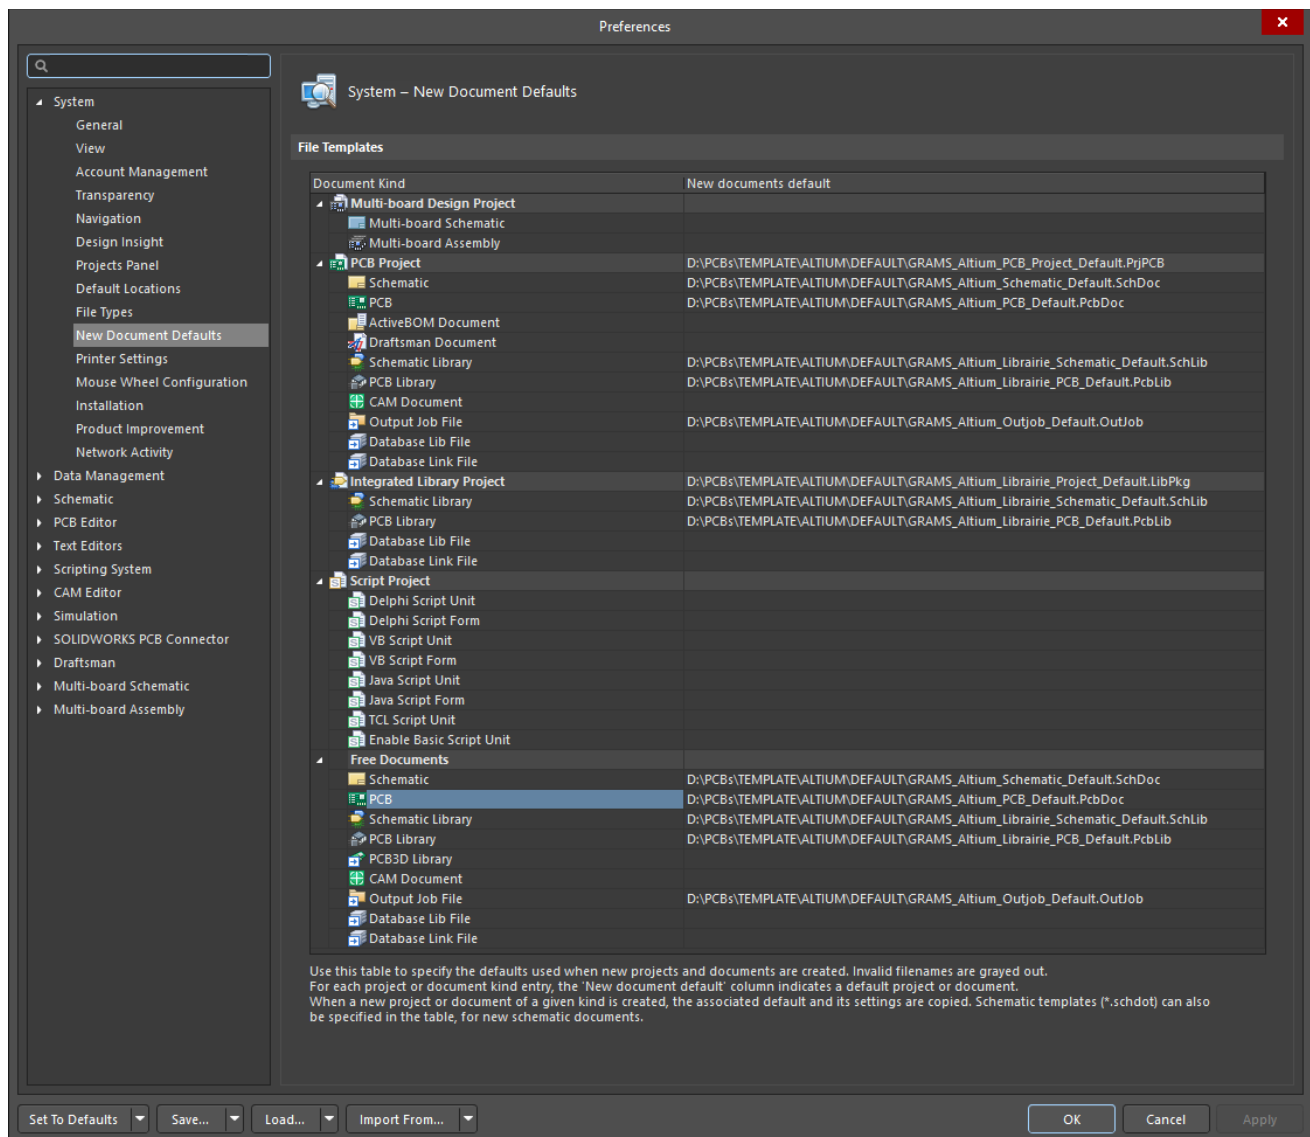 Preferences
System
General
View
Account Management
Transparency
Navigation
Design Insight
Projects Panel
Default Locations
File Types
New Document Defaults
Printer Settings
Mouse Wheel Configuration
Installation
Product Improvement
Network Activity
Data Management
Schematic
PCB Editor
Text Editors
Scripting System
CAM Editor
Simulation
SOLIDWORKS PCB Connector
Draftsman
Multi-board Schematic
Multi-board Assembly
System – New Document Defaults
File Templates
Document Kind New documents default
Multi-board Design Project
Multi-board Schematic
Multi-board Assembly
PCB Project D:\PCBs\TEMPLATE\ALTIUM\DEFAULT\GRAMS_Altium_PCB_Project_Default.PrjPCB
Schematic D:\PCBs\TEMPLATE\ALTIUM\DEFAULT\GRAMS_Altium_Schematic_Default.SchDoc
PCB D:\PCBs\TEMPLATE\ALTIUM\DEFAULT\GRAMS_Altium_PCB_Default.PcbDoc
ActiveBOM Document
Draftsman Document
Schematic Library D:\PCBs\TEMPLATE\ALTIUM\DEFAULT\GRAMS_Altium_Librairie_Schematic_Default.SchLib
PCB Library D:\PCBs\TEMPLATE\ALTIUM\DEFAULT\GRAMS_Altium_Librairie_PCB_Default.PcbLib
CAM Document
Output Job File D:\PCBs\TEMPLATE\ALTIUM\DEFAULT\GRAMS_Altium_Outjob_Default.OutJob
Database Lib File
Database Link File
Integrated Library Project D:\PCBs\TEMPLATE\ALTIUM\DEFAULT\GRAMS_Altium_Librairie_Project_Default.LibPkg
Schematic Library D:\PCBs\TEMPLATE\ALTIUM\DEFAULT\GRAMS_Altium_Librairie_Schematic_Default.SchLib
PCB Library D:\PCBs\TEMPLATE\ALTIUM\DEFAULT\GRAMS_Altium_Librairie_PCB_Default.PcbLib
Database Lib File
Database Link File
Script Project
Delphi Script Unit
Delphi Script Form
VB Script Unit
VB Script Form
Java Script Unit
Java Script Form
TCL Script Unit
Enable Basic Script Unit
Free Documents
Schematic D:\PCBs\TEMPLATE\ALTIUM\DEFAULT\GRAMS_Altium_Schematic_Default.SchDoc
PCB D:\PCBs\TEMPLATE\ALTIUM\DEFAULT\GRAMS_Altium_PCB_Default.PcbDoc
Schematic Library D:\PCBs\TEMPLATE\ALTIUM\DEFAULT\GRAMS_Altium_Librairie_Schematic_Default.SchLib
PCB Library D:\PCBs\TEMPLATE\ALTIUM\DEFAULT\GRAMS_Altium_Librairie_PCB_Default.PcbLib
PCB3D Library
CAM Document
Output Job File D:\PCBs\TEMPLATE\ALTIUM\DEFAULT\GRAMS_Altium_Outjob_Default.OutJob
Database Lib File
Database Link File
Use this table to specify the defaults used when new projects and documents are created. Invalid filenames are grayed out.
For each project or document kind entry, the 'New document default' column indicates a default project or document.
When a new project or document of a given kind is created, the associated default and its settings are copied. Schematic templates (*.schdot) can also
be specified in the table, for new schematic documents.
Set To Defaults Save... Load... Import From... OK Cancel Apply